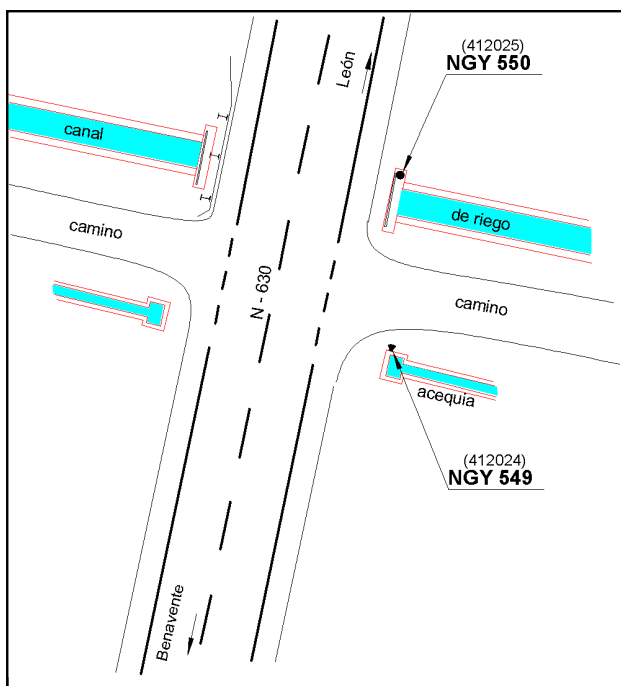 (412025)
NGY 550
León
canal
de riego
camino
N - 630
camino
acequia
(412024)
NGY 549
Benavente